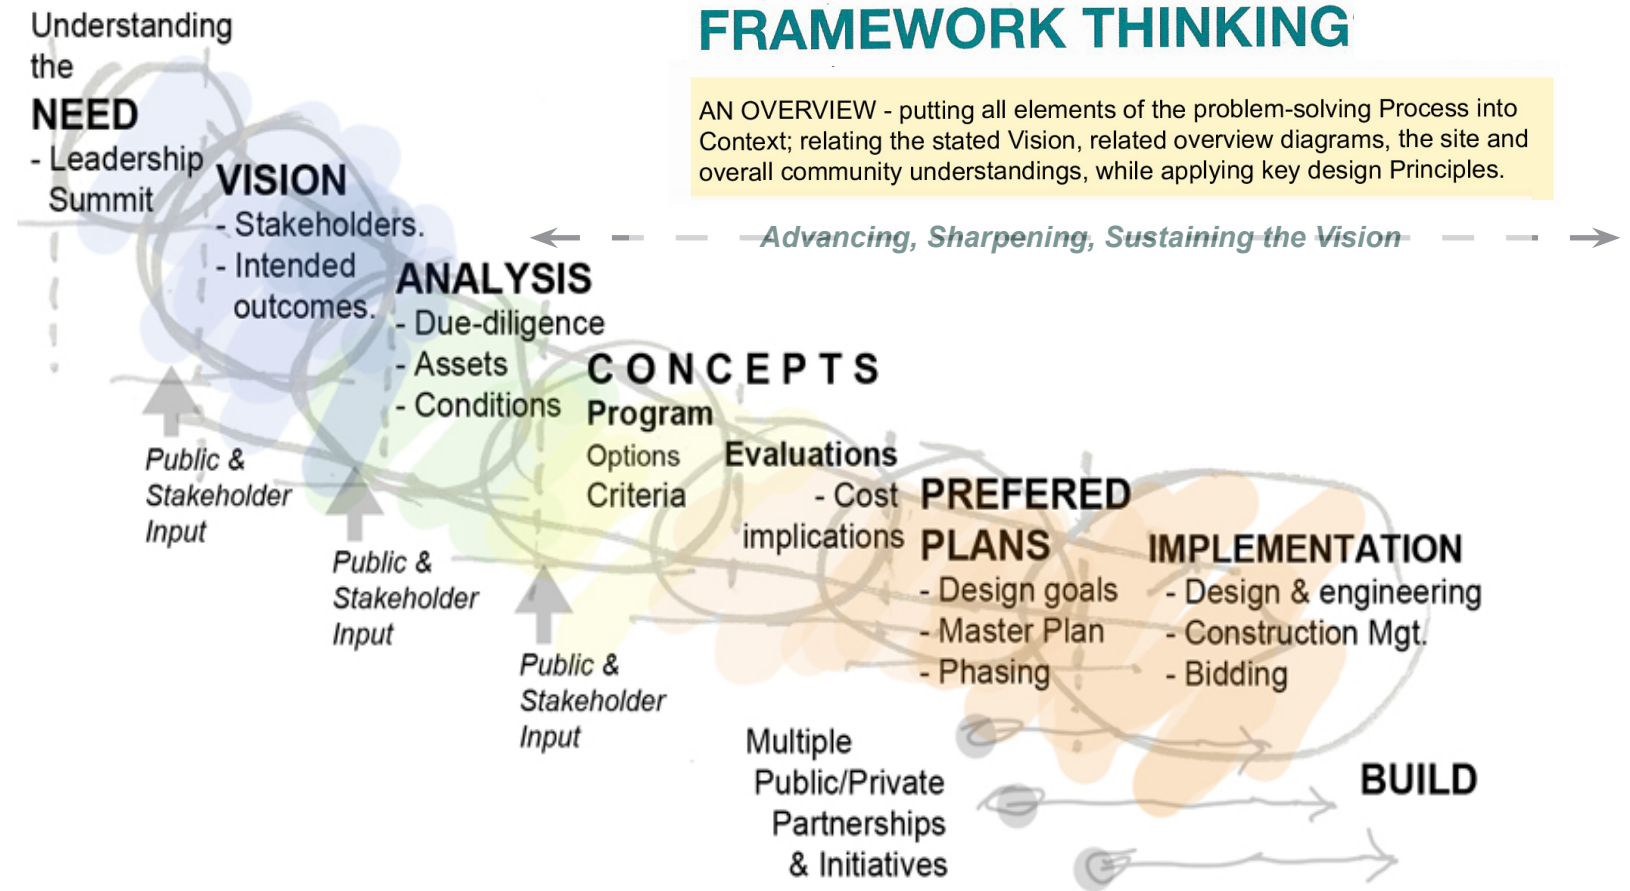 FRAMEWORK THINKING
AN OVERVIEW - putting all elements of the problem-solving Process into
Context; relating the stated Vision, related overview diagrams, the site and
overall community understandings, while applying key design Principles.
Advancing, Sharpening, Sustaining the Vision
Understanding
the
NEED
- Leadership
Summit
VISION
- Stakeholders.
- Intended
outcomes.
ANALYSIS
- Due-diligence
- Assets
- Conditions
CONCEPTS
Program
Options
Criteria
Evaluations
- Cost
implications
PREFERED
PLANS
- Design goals
- Master Plan
- Phasing
IMPLEMENTATION
- Design & engineering
- Construction Mgt.
- Bidding
Public &
Stakeholder
Input
Public &
Stakeholder
Input
Public &
Stakeholder
Input
Multiple
Public/Private
Partnerships
& Initiatives
BUILD